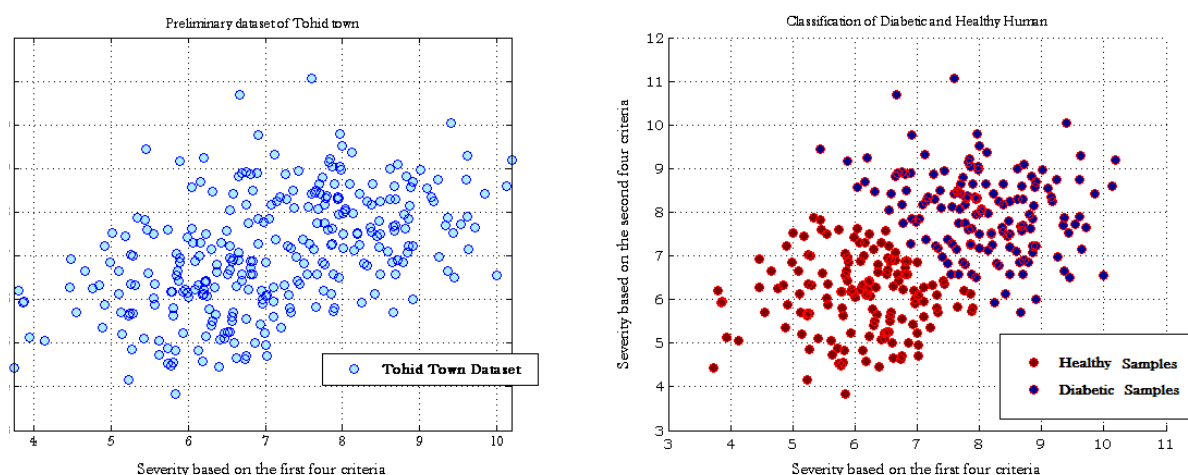 Preliminary dataset of Tohid town
Tohid Town Dataset
4 5 6 7 8 9 10
Severity based on the first four criteria
Classification of Diabetic and Healthy Human
Severity based on the second four criteria
12
11
10
9
8
7
6
5
4
3
Healthy Samples
Diabetic Samples
3 4 5 6 7 8 9 10 11
Severity based on the first four criteria